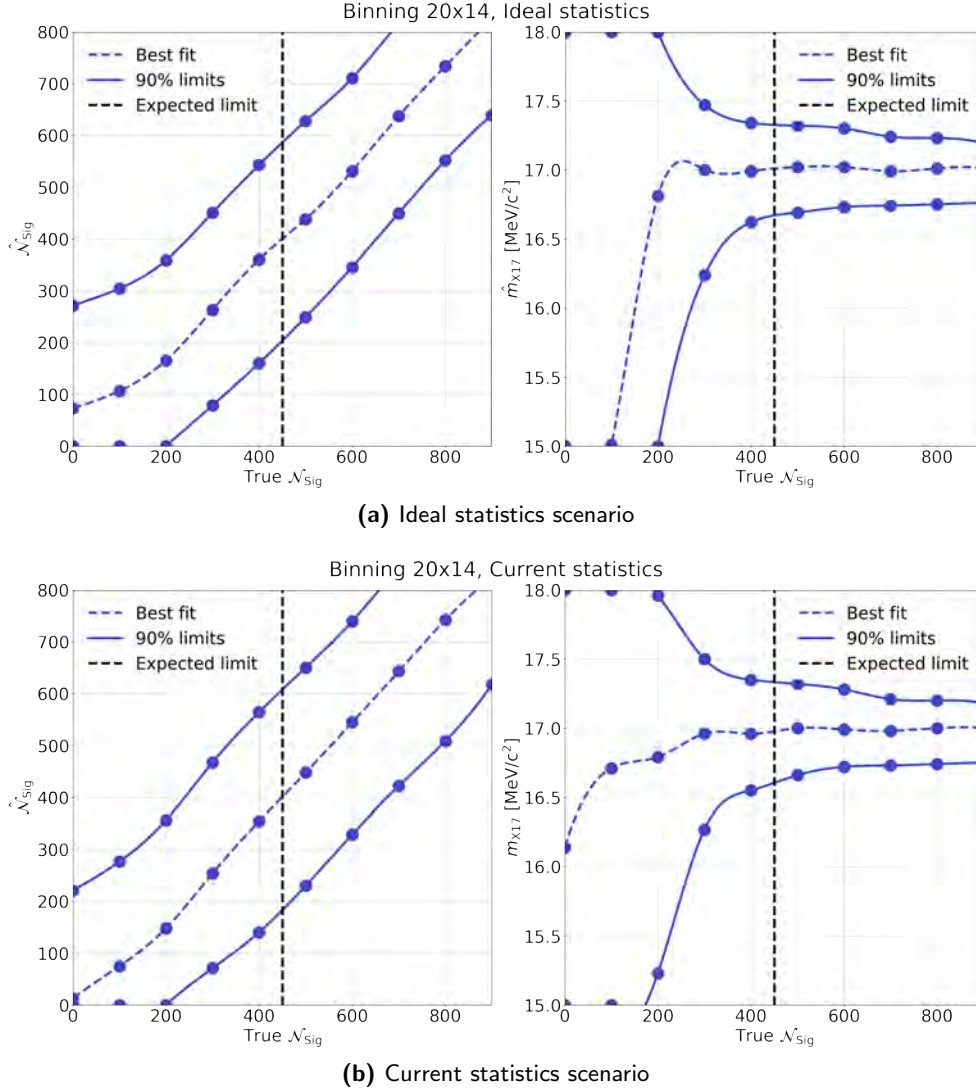 Binning 20x14, Ideal statistics
800
700
600
500
400
300
200
100
0
0
200
400
600
800
True 𝒩Sig
𝒩̂Sig
Best fit
90% limits
Expected limit
18.0
17.5
17.0
16.5
16.0
15.5
15.0
0
200
400
600
800
True 𝒩Sig
m̂X17 [MeV/c²]
Best fit
90% limits
Expected limit
(a) Ideal statistics scenario
Binning 20x14, Current statistics
800
700
600
500
400
300
200
100
0
0
200
400
600
800
True 𝒩Sig
𝒩̂Sig
Best fit
90% limits
Expected limit
18.0
17.5
17.0
16.5
16.0
15.5
15.0
0
200
400
600
800
True 𝒩Sig
mX17 [MeV/c²]
Best fit
90% limits
Expected limit
(b) Current statistics scenario